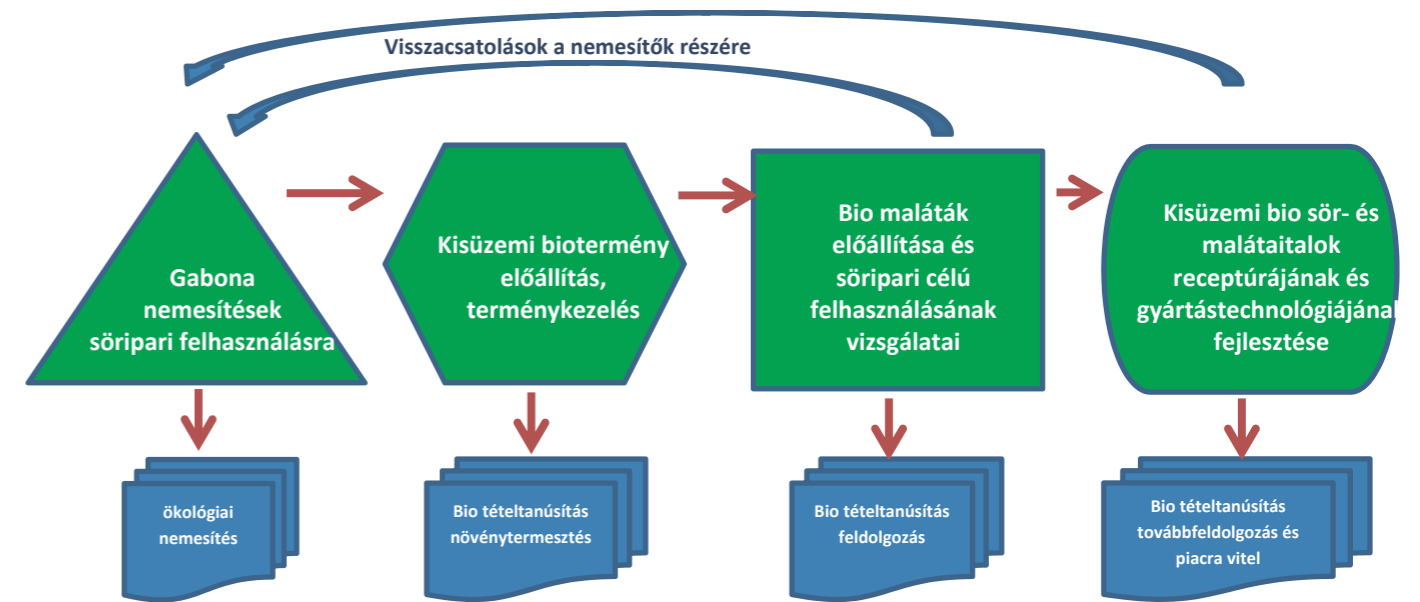 Visszacsatolások a nemesítők részére
Gabona
nemesítések
söripari felhasználásra
Kisüzemi biotermény
előállítás,
terménykezelés
Bio maláták
előállítása és
söripari célú
felhasználásának
vizsgálatai
Kisüzemi bio sör- és
malátaitalok
receptúrájának és
gyártástechnológiájának
fejlesztése
ökológiai
nemesítés
Bio tételtanúsítás
növénytermesztés
Bio tételtanúsítás
feldolgozás
Bio tételtanúsítás
továbbfeldolgozás és
piacra vitel